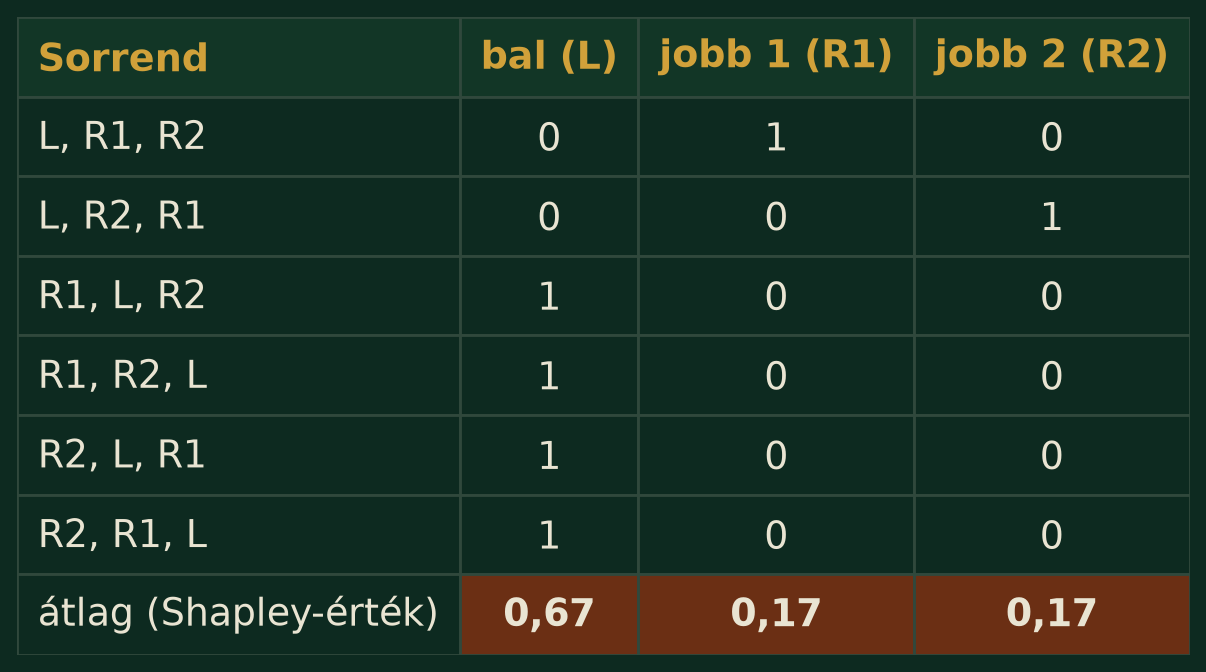 Sorrend bal (L) jobb 1 (R1) jobb 2 (R2)
L, R1, R2 0 1 0
L, R2, R1 0 0 1
R1, L, R2 1 0 0
R1, R2, L 1 0 0
R2, L, R1 1 0 0
R2, R1, L 1 0 0
átlag (Shapley-érték) 0,67 0,17 0,17